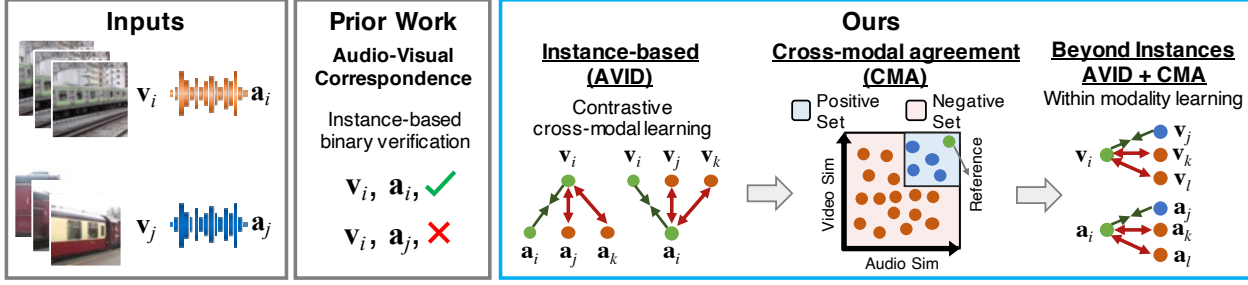 Inputs
v_i
a_i
v_j
a_j
Prior Work
Audio-Visual
Correspondence
Instance-based
binary verification
v_i, a_i,
v_i, a_j,
Ours
Instance-based
(AVID)
Contrastive
cross-modal learning
v_i
v_i v_j v_k
a_i a_j a_k
a_i
Cross-modal agreement
(CMA)
Positive
Set
Negative
Set
Video Sim
Reference
Audio Sim
Beyond Instances
AVID + CMA
Within modality learning
v_i
v_j
v_k
v_l
a_i
a_j
a_k
a_l